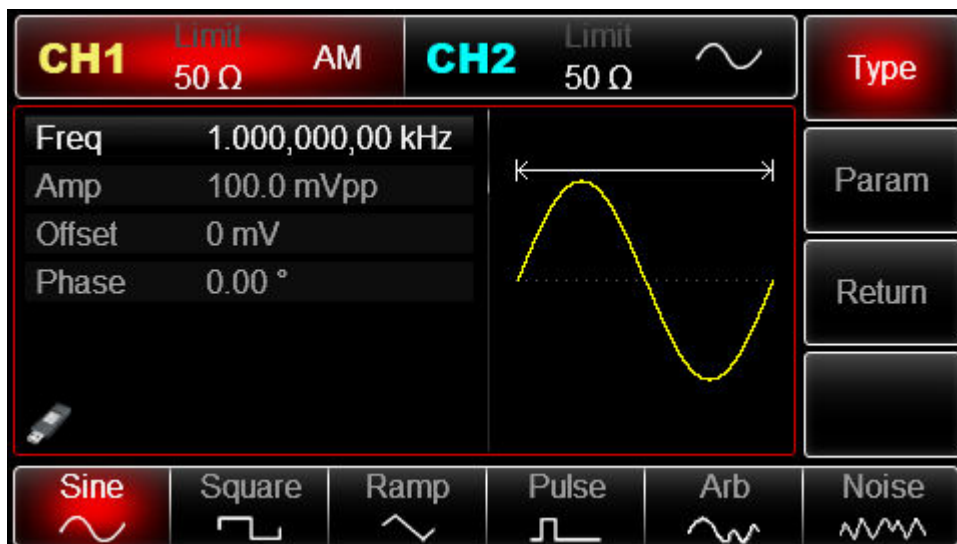 CH1 Limit 50 Ω AM CH2 Limit 50 Ω
Type
Freq 1.000,000,00 kHz
Amp 100.0 mVpp
Offset 0 mV
Phase 0.00 °
Param
Return
Sine Square Ramp Pulse Arb Noise